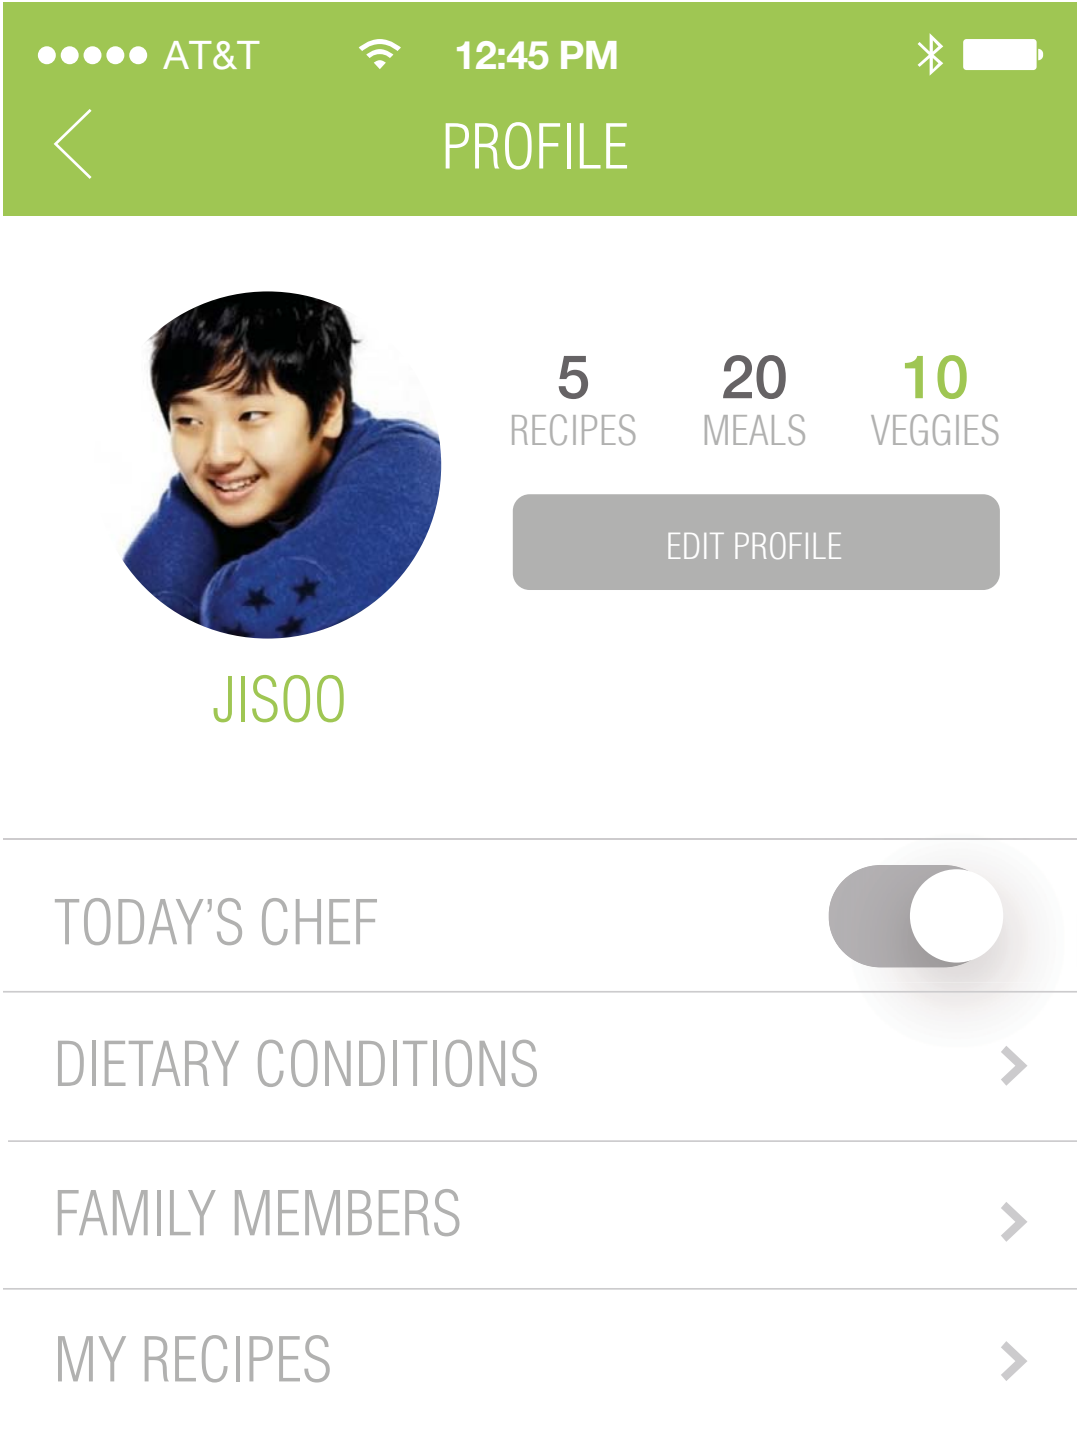 AT&T 12:45 PM
PROFILE
5 20 10
RECIPES MEALS VEGGIES
EDIT PROFILE
JISOO
TODAY'S CHEF
DIETARY CONDITIONS
FAMILY MEMBERS
MY RECIPES